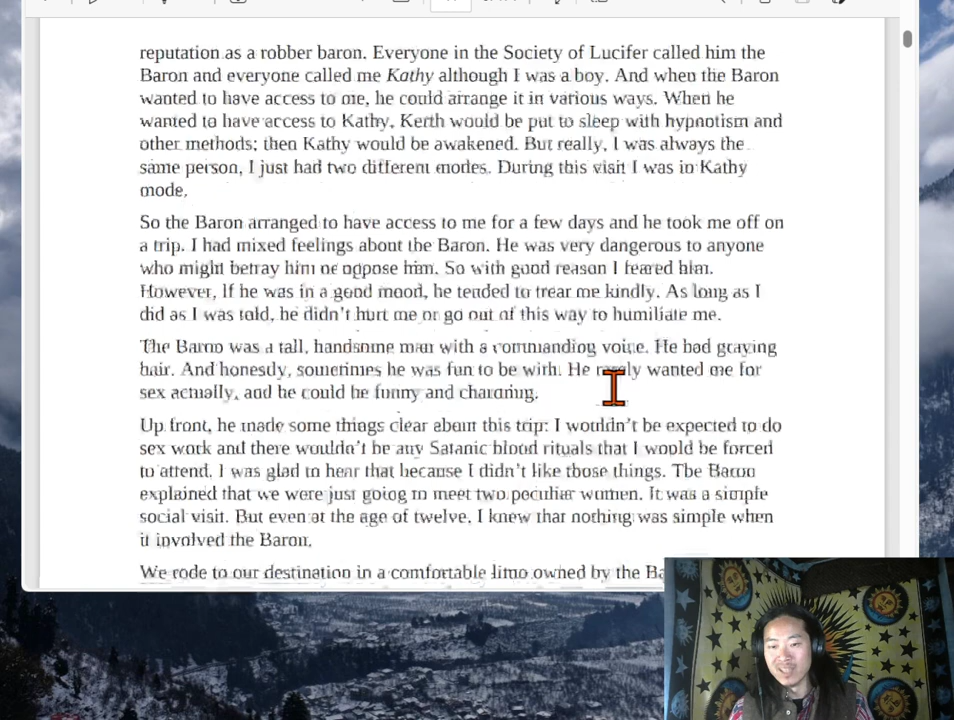 reputation as a robber baron. Everyone in the Society of Lucifer called him the
Baron and everyone called me Kathy although I was a boy. And when the Baron
wanted to have access to me, he could arrange it in various ways. When he
wanted to have access to Kathy, Kerth would be put to sleep with hypnotism and
other methods; then Kathy would be awakened. But really, I was always the
same person, I just had two different modes. During this visit I was in Kathy
mode.
So the Baron arranged to have access to me for a few days and he took me off on
a trip. I had mixed feelings about the Baron. He was very dangerous to anyone
who might betray him or oppose him. So with good reason I feared him.
However, If he was in a good mood, he tended to treat me kindly. As long as I
did as I was told, he didn't hurt me or go out of this way to humiliate me.
The Baron was a tall, handsome man with a commanding voice. He had graying
hair. And honestly, sometimes he was fun to be with. He rarely wanted me for
sex actually, and he could be funny and charming.
Up front, he made some things clear about this trip: I wouldn't be expected to do
sex work and there wouldn't be any Satanic blood rituals that I would be forced
to attend. I was glad to hear that because I didn't like those things. The Baron
explained that we were just going to meet two peculiar women. It was a simple
social visit. But even at the age of twelve, I knew that nothing was simple when
it involved the Baron.
We rode to our destination in a comfortable limo owned by the Ba